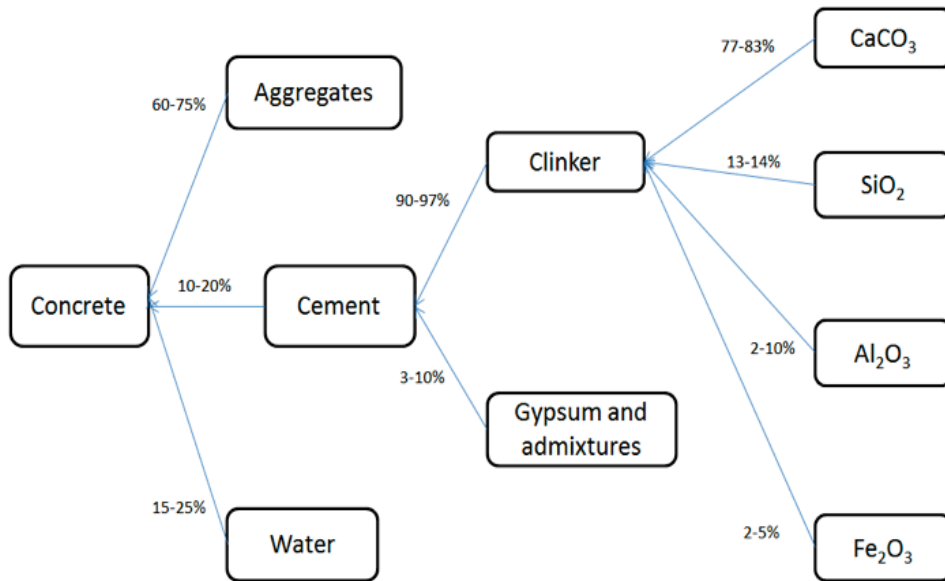 CaCO₃
77-83%
Aggregates
60-75%
Clinker
13-14%
SiO₂
90-97%
Concrete
10-20%
Cement
2-10%
Al₂O₃
3-10%
Gypsum and
admixtures
15-25%
Water
2-5%
Fe₂O₃